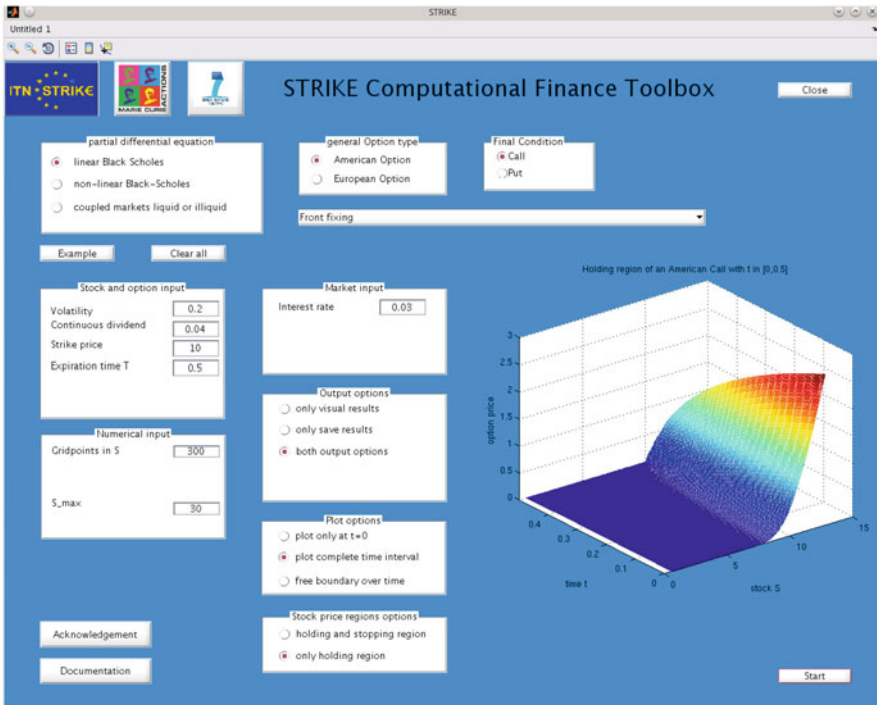 STRIKE
Untitled 1
ITN STRIKE
MARIE CURIE
ACTIONS
7
STRIKE Computational Finance Toolbox
Close
partial differential equation
linear Black Scholes
non-linear Black-Scholes
coupled markets liquid or illiquid
general Option type
American Option
European Option
Final Condition
Call
Put
Front fixing
Example
Clear all
Stock and option input
Volatility 0.2
Continuous dividend 0.04
Strike price 10
Expiration time T 0.5
Numerical input
Gridpoints in S 300
S_max 30
Market input
Interest rate 0.03
Output options
only visual results
only save results
both output options
Plot options
plot only at t=0
plot complete time interval
free boundary over time
Stock price regions options
holding and stopping region
only holding region
Holding region of an American Call with t in [0,0.5]
option price
3
2.5
2
1.5
1
0.5
0
0.4
0.3
0.2
0.1
0
time t
0
5
10
15
stock S
Acknowledgement
Documentation
Start